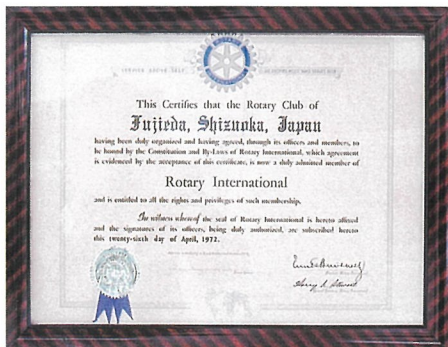 This Certifies that the Rotary Club of
Fujieda, Shizuoka, Japan
having been duly organized and having agreed, through its officers and members, to
be bound by the Constitution and By-Laws of Rotary International, which agreement
is evidenced by the acceptance of this certificate, is now a duly admitted member of
Rotary International
and is entitled to all the rights and privileges of such membership.
In witness whereof the seal of Rotary International is hereto affixed
and the signatures of its officers, being duly authorized, are subscribed hereto
this twenty-sixth day of April, 1972.